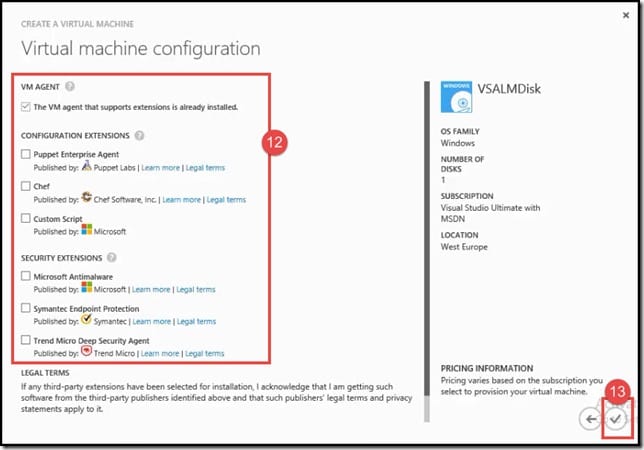 CREATE A VIRTUAL MACHINE
Virtual machine configuration
VM AGENT ?
The VM agent that supports extensions is already installed.
CONFIGURATION EXTENSIONS ?
Puppet Enterprise Agent
Published by: Puppet Labs | Learn more | Legal terms
Chef
Published by: Chef Software, inc. | Learn more | Legal terms
Custom Script
Published by: Microsoft
SECURITY EXTENSIONS ?
Microsoft Antimalware
Published by: Microsoft | Learn more | Legal terms
Symantec Endpoint Protection
Published by: Symantec | Learn more | Legal terms
Trend Micro Deep Security Agent
Published by: Trend Micro | Learn more | Legal terms
12
LEGAL TERMS
If any third-party extensions have been selected for installation, I acknowledge that I am getting such
software from the third-party publishers identified above and that such publishers' legal terms and privacy
statements apply to it.
WINDOWS
VSALMDisk
OS FAMILY
Windows
NUMBER OF
DISKS
1
SUBSCRIPTION
Visual Studio Ultimate with
MSDN
LOCATION
West Europe
PRICING INFORMATION
Pricing varies based on the subscription you
select to provision your virtual machine.
13